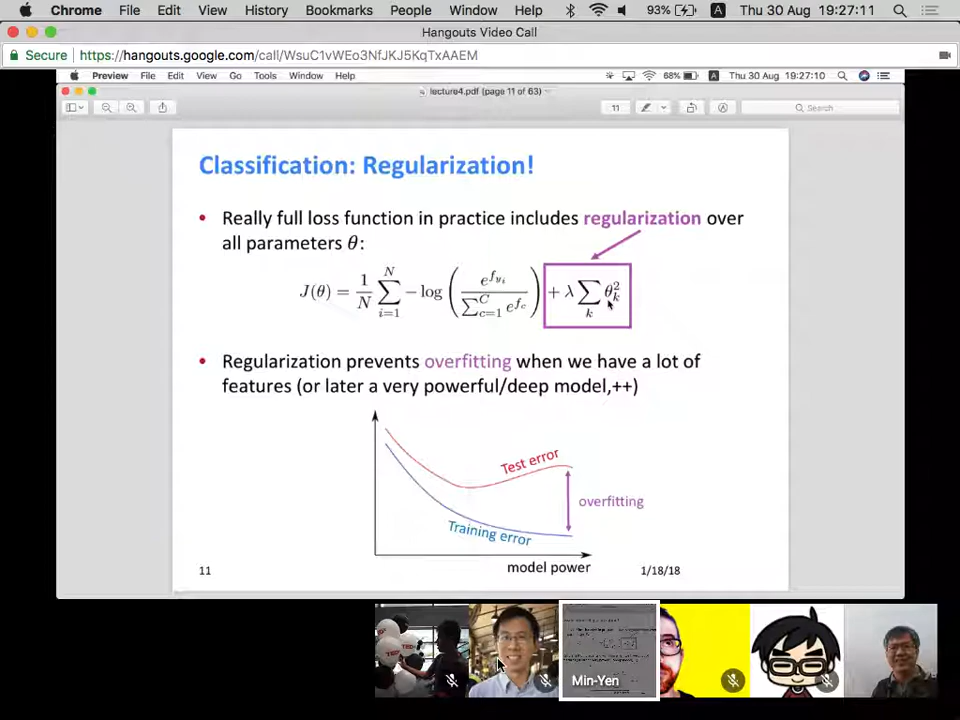 Chrome File Edit View History Bookmarks People Window Help 93% A Thu 30 Aug 19:27:11
Hangouts Video Call
Secure https://hangouts.google.com/call/WsuC1vWEo3NfJKJ5KqTxAAEM
Preview File Edit View Go Tools Window Help 68% A Thu 30 Aug 19:27:10
lecture4.pdf (page 11 of 63)
11 Search
Classification: Regularization!
• Really full loss function in practice includes regularization over
all parameters θ:
J(θ) = 1/N ∑_{i=1}^{N} − log ( e^{f_{y_i}} / ∑_{c=1}^{C} e^{f_c} ) + λ ∑_k θ_k^2
• Regularization prevents overfitting when we have a lot of
features (or later a very powerful/deep model,++)
Test error
overfitting
Training error
model power
11 1/18/18
Min-Yen